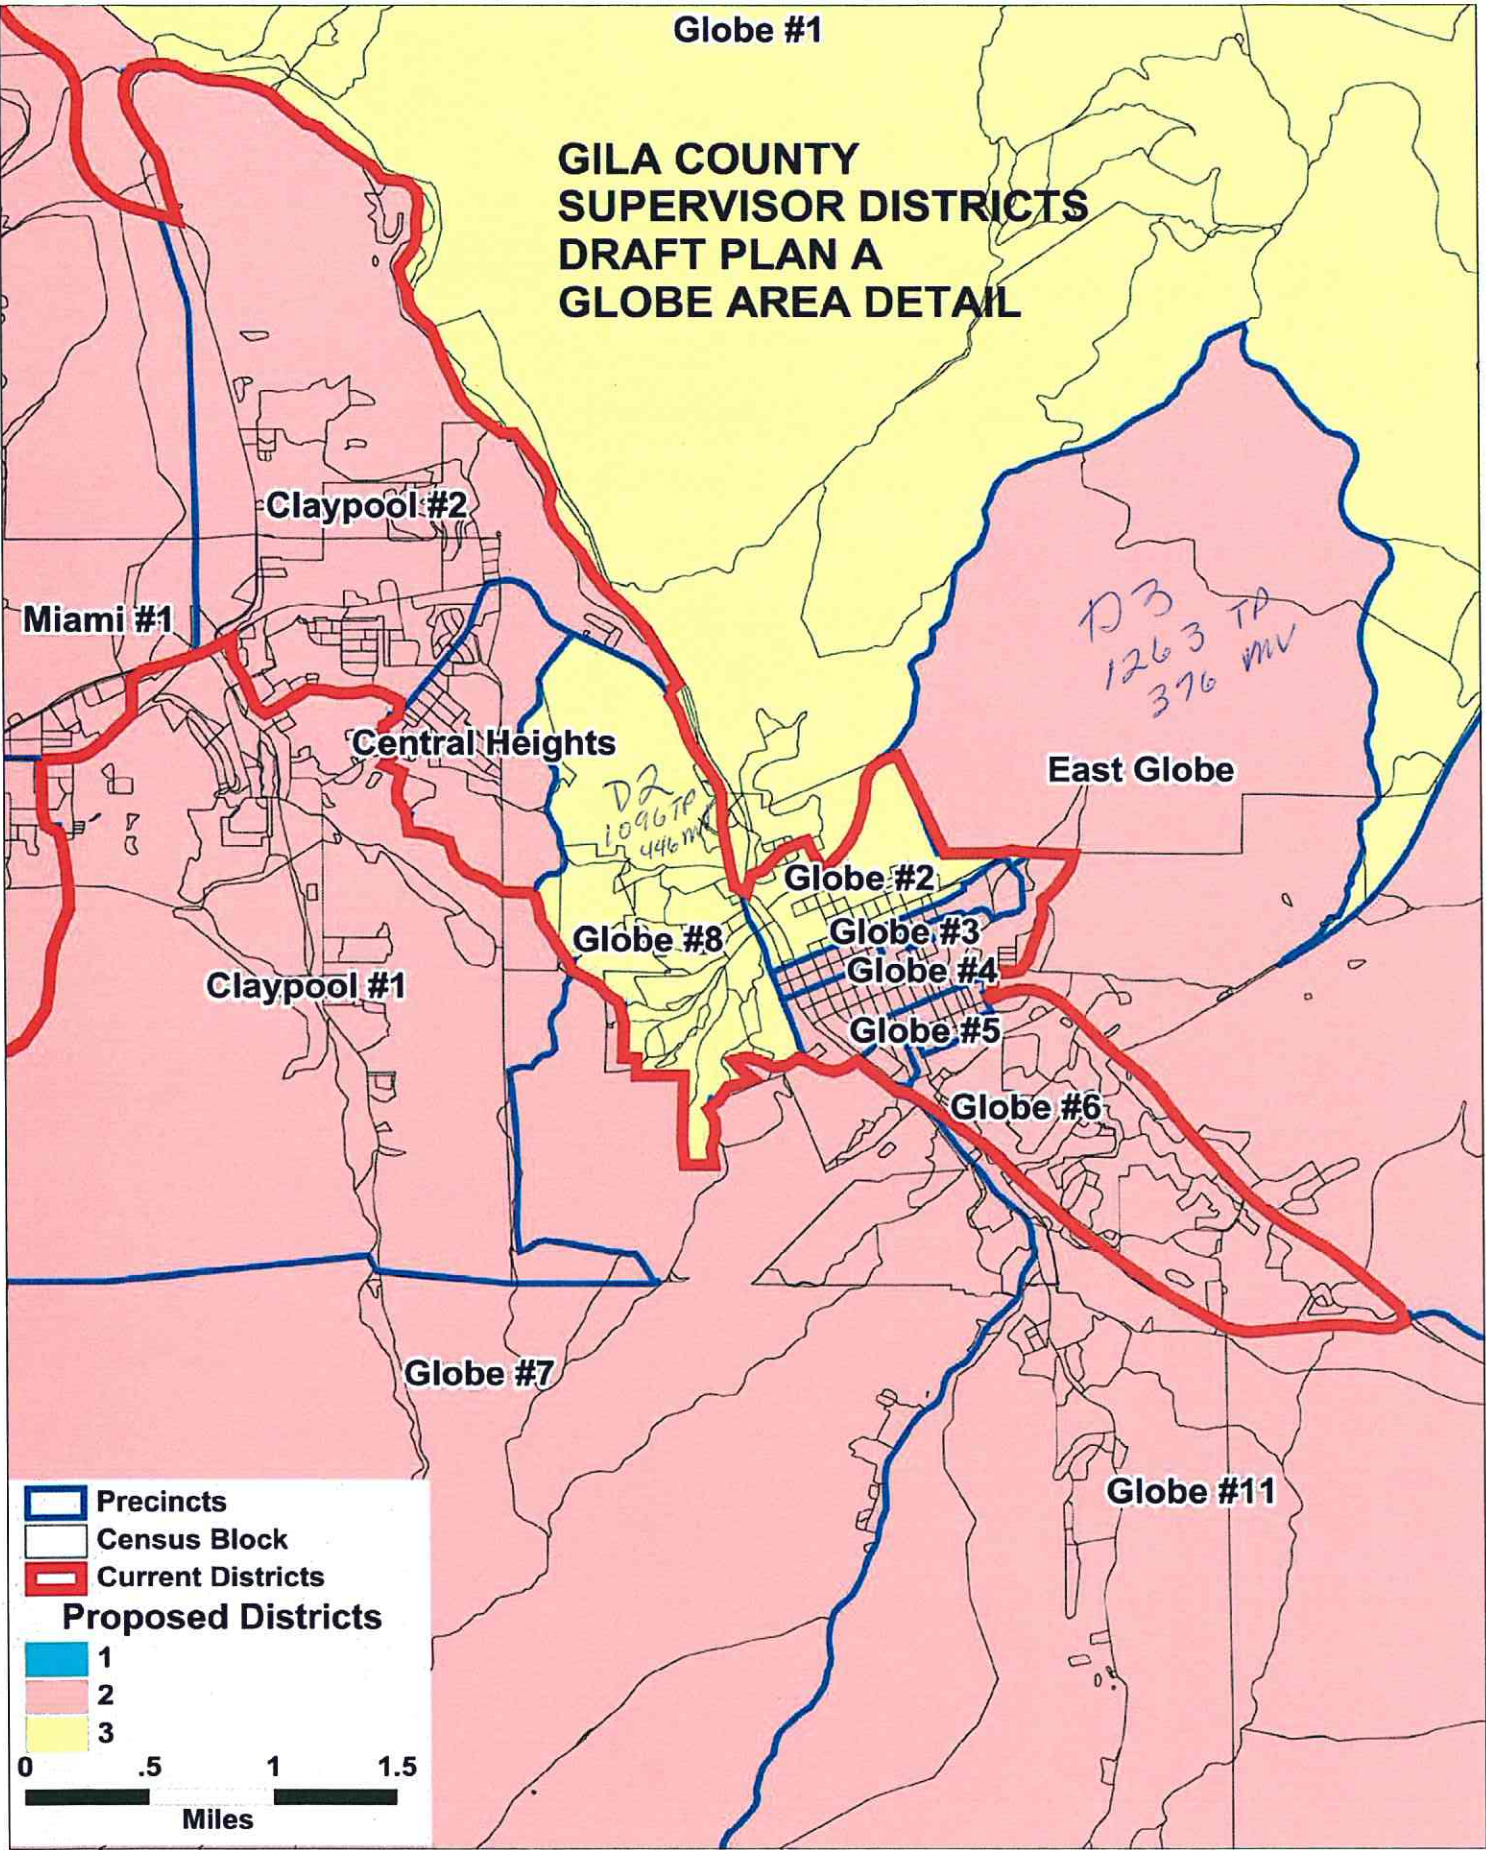 Globe #1
GILA COUNTY
SUPERVISOR DISTRICTS
DRAFT PLAN A
GLOBE AREA DETAIL
Claypool #2
Miami #1
D3
1263 TP
376 MV
Central Heights
East Globe
D2
1096 TP
446 MV
Globe #2
Globe #3
Globe #8
Globe #4
Claypool #1
Globe #5
Globe #6
Globe #7
Globe #11
Precincts
Census Block
Current Districts
Proposed Districts
1
2
3
0 .5 1 1.5
Miles